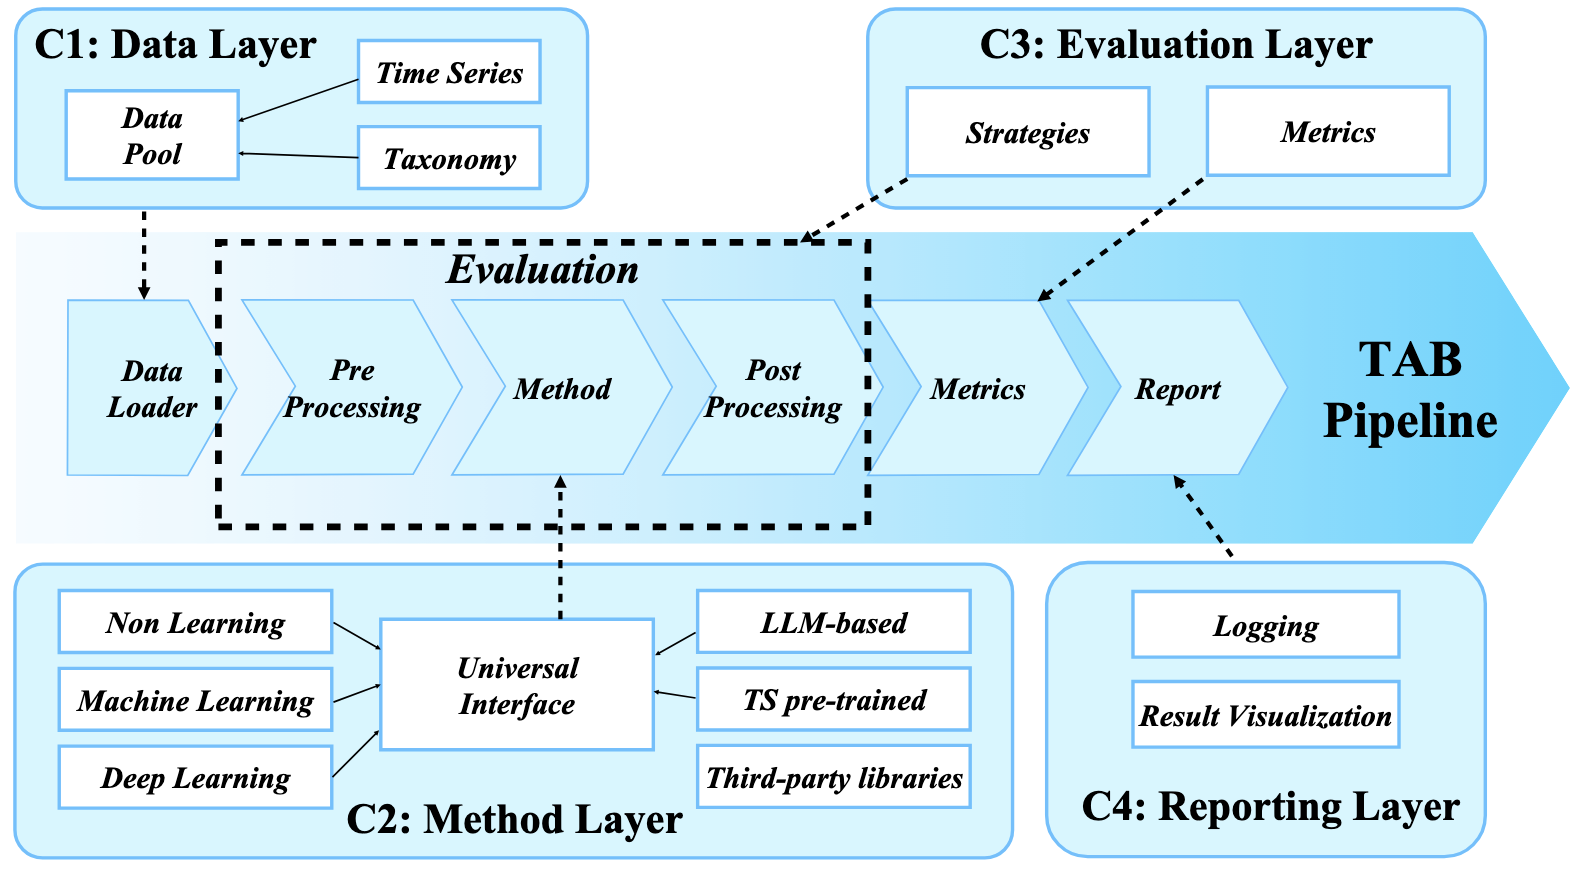 C1: Data Layer
Time Series
Data
Pool
Taxonomy
C3: Evaluation Layer
Strategies
Metrics
Evaluation
Data
Loader
Pre
Processing
Method
Post
Processing
Metrics
Report
TAB
Pipeline
Non Learning
Machine Learning
Deep Learning
Universal
Interface
LLM-based
TS pre-trained
Third-party libraries
C2: Method Layer
Logging
Result Visualization
C4: Reporting Layer